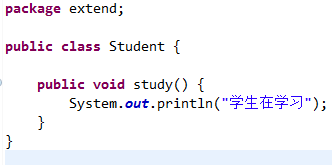 package extend;
public class Student {
public void study() {
System.out.println("学生在学习");
}
}